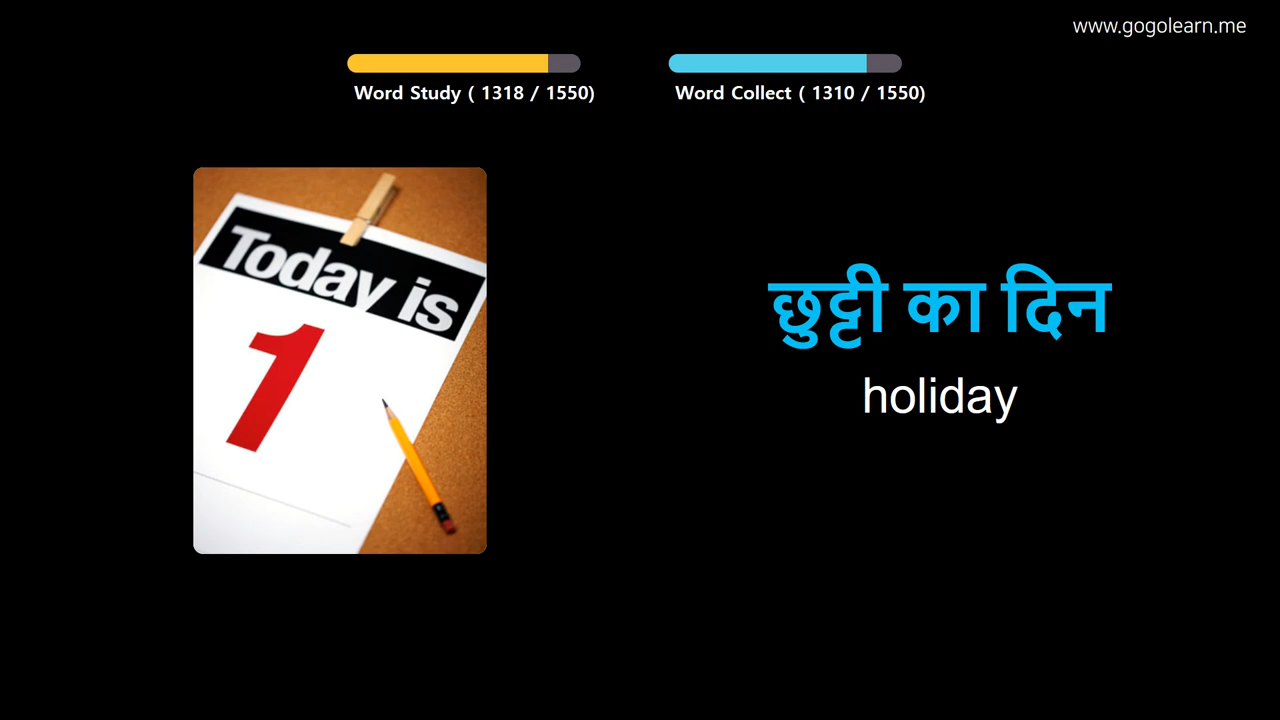 www.gogolearn.me
Word Study ( 1318 / 1550)
Word Collect ( 1310 / 1550)
Today is
1
छुट्टी का दिन
holiday